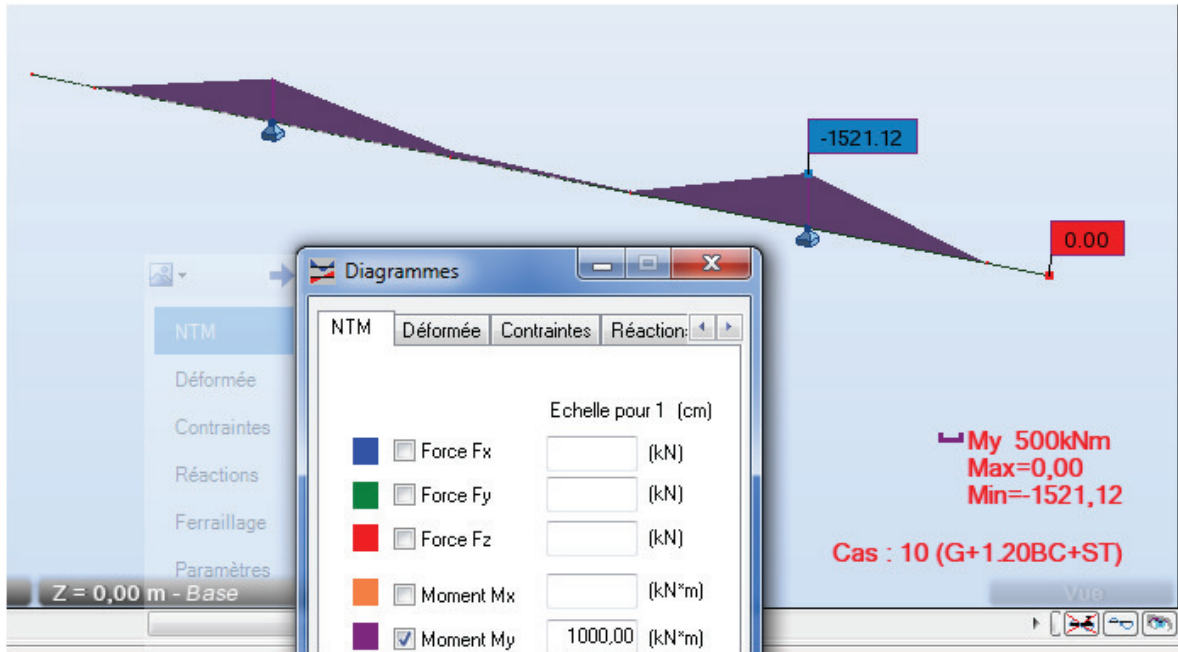 -1521.12
0.00
Diagrammes
NTM
Déformée
Contraintes
Réactions
Ferraillage
Paramètres
NTM Déformée Contraintes Réaction:
Echelle pour 1 (cm)
Force Fx (kN)
Force Fy (kN)
Force Fz (kN)
Moment Mx (kN*m)
Moment My 1000,00 (kN*m)
My 500kNm
Max=0,00
Min=-1521,12
Cas : 10 (G+1.20BC+ST)
Z = 0,00 m - Base
Vue